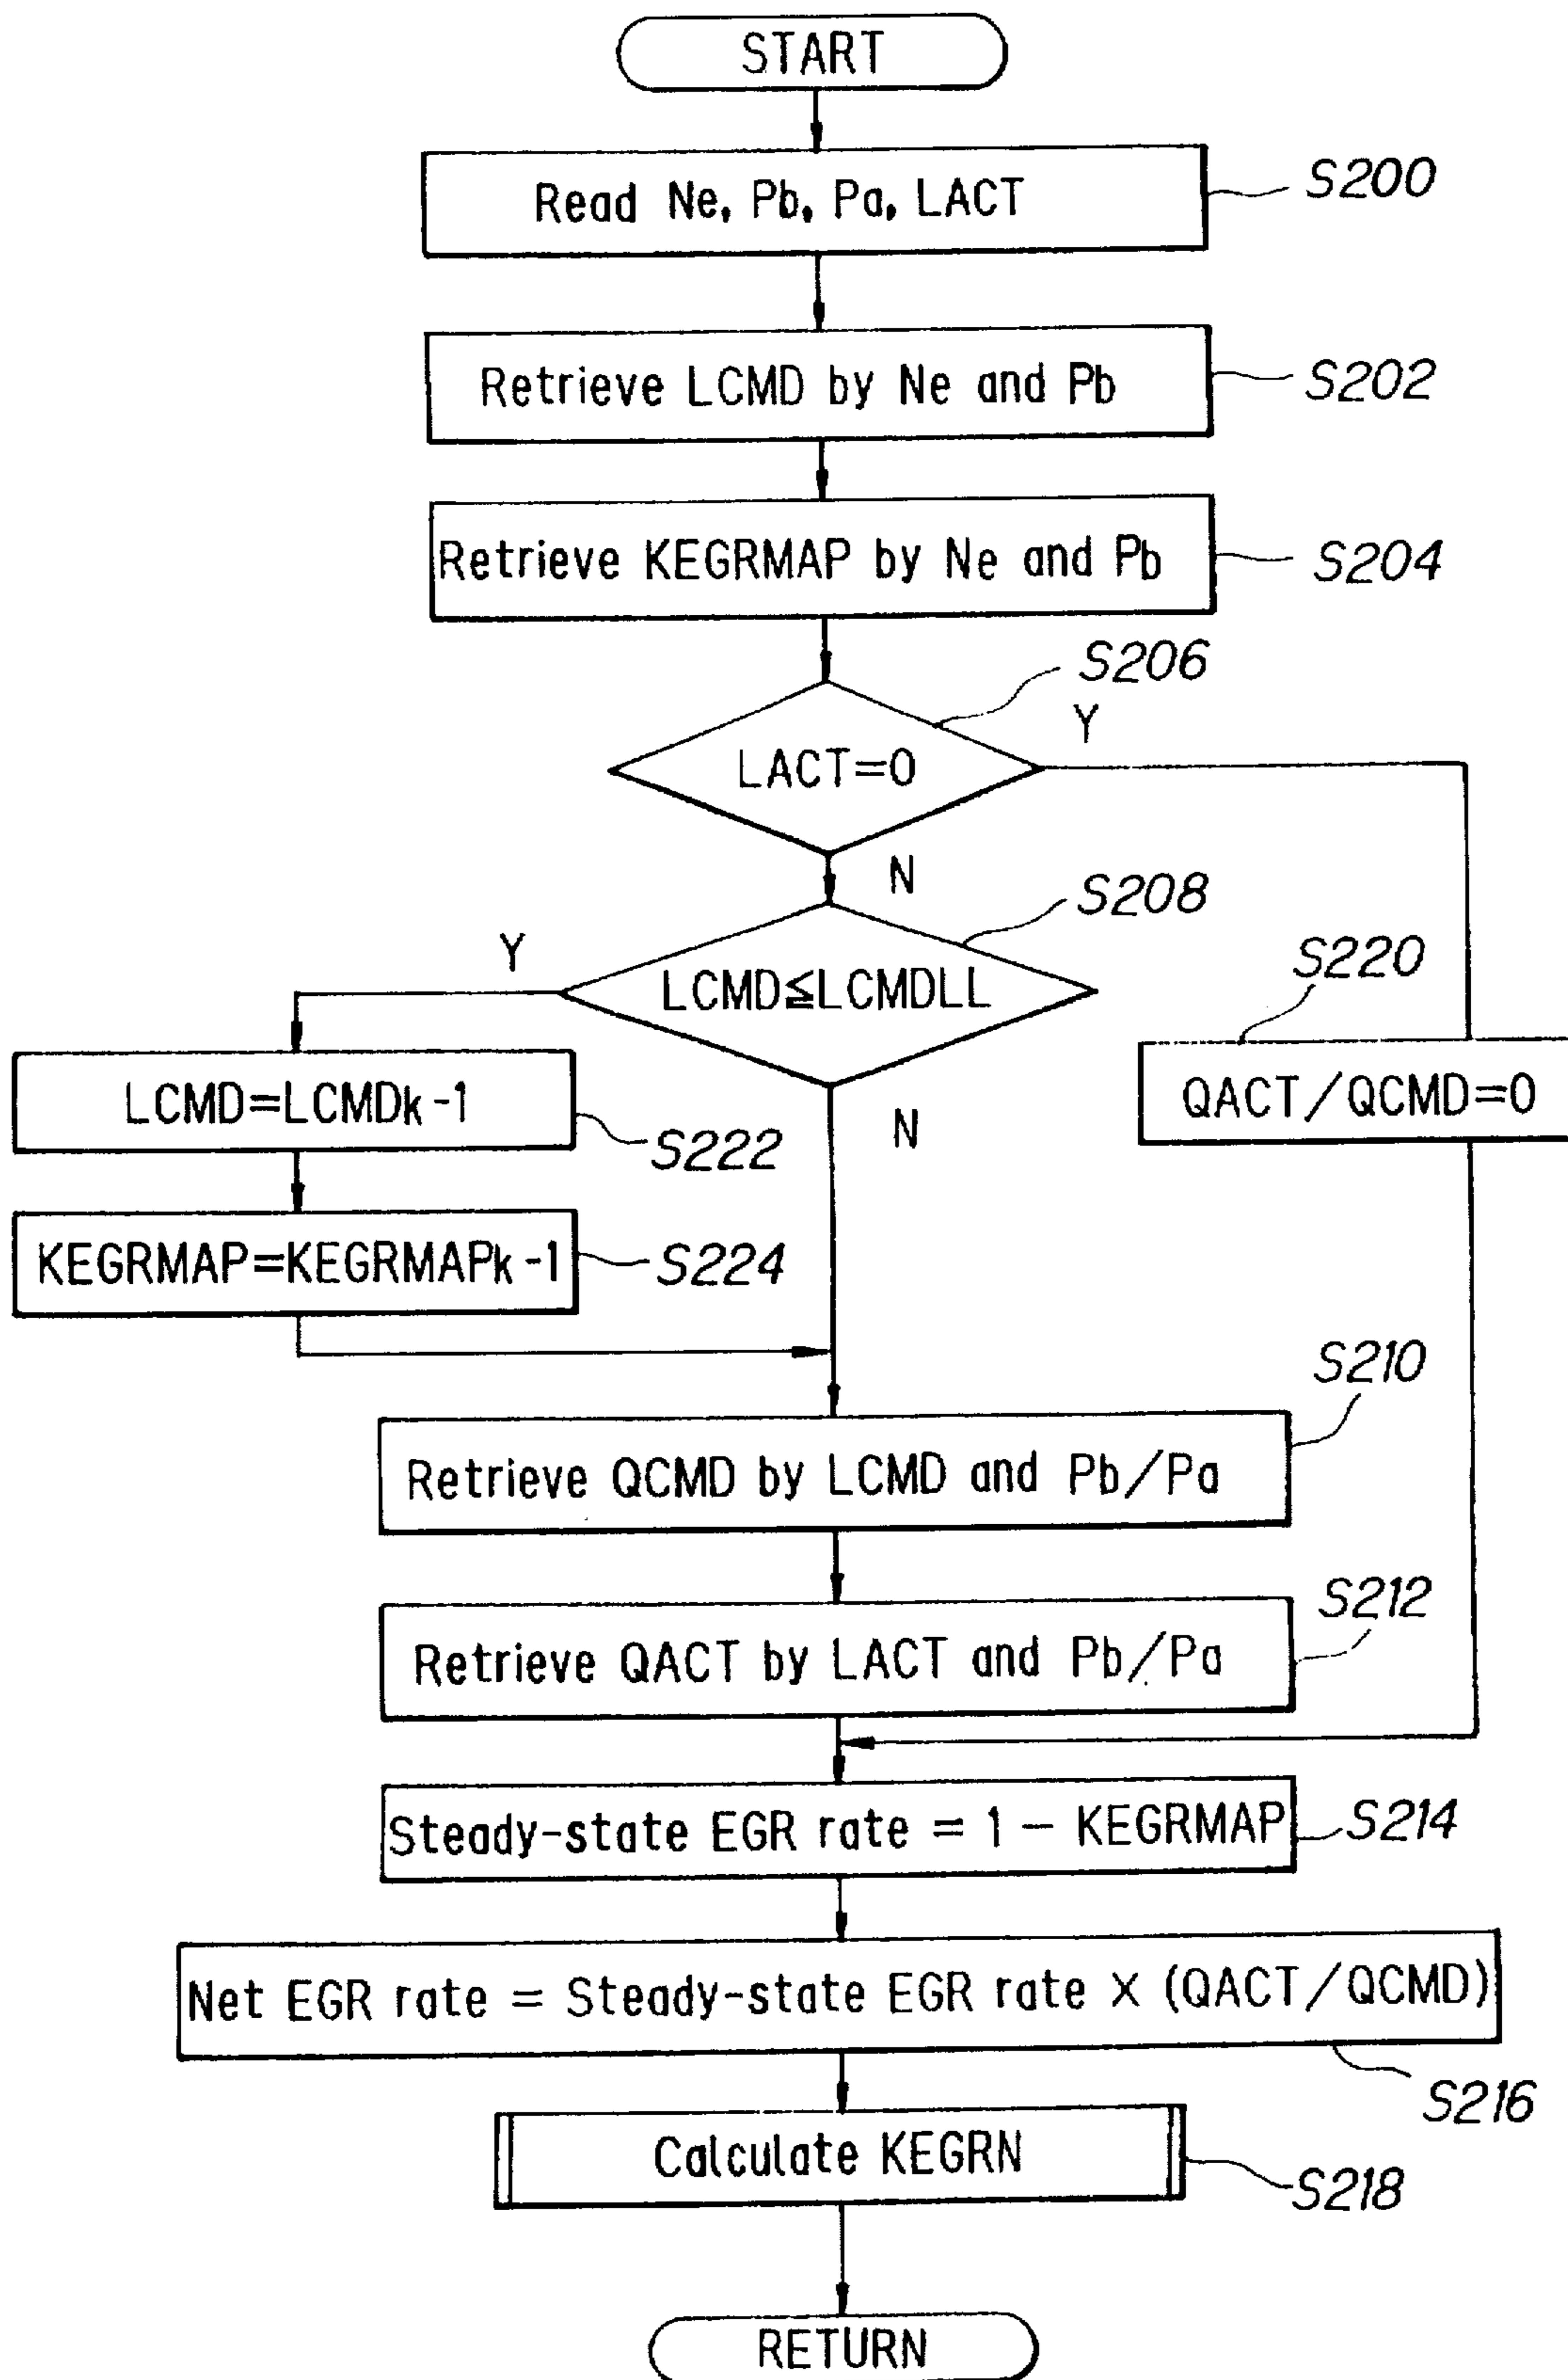 START
Read Ne, Pb, Pa, LACT
S200
Retrieve LCMD by Ne and Pb
S202
Retrieve KEGRMAP by Ne and Pb
S204
S206
LACT=0
Y
N
S208
LCMD≦LCMDLL
Y
N
S220
QACT/QCMD=0
LCMD=LCMDk-1
S222
KEGRMAP=KEGRMAPk-1
S224
S210
Retrieve QCMD by LCMD and Pb/Pa
S212
Retrieve QACT by LACT and Pb/Pa
Steady-state EGR rate = 1 - KEGRMAP
S214
Net EGR rate = Steady-state EGR rate × (QACT/QCMD)
S216
Calculate KEGRN
S218
RETURN